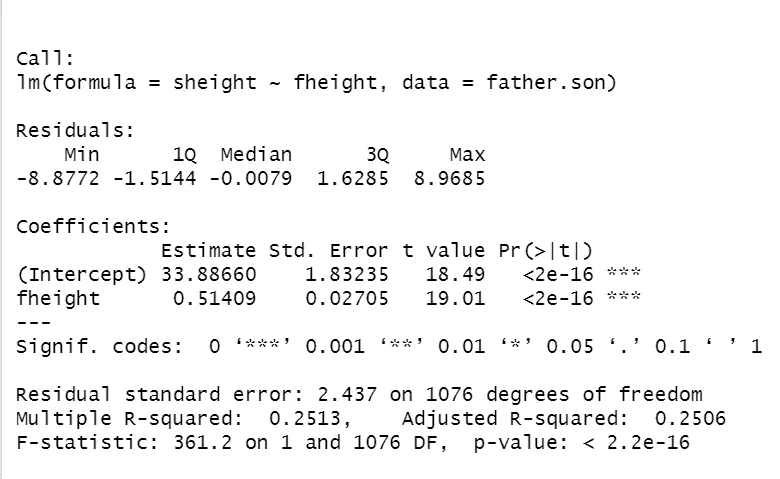 Call:
lm(formula = sheight ~ fheight, data = father.son)
Residuals:
    Min      1Q  Median      3Q     Max
-8.8772 -1.5144 -0.0079  1.6285  8.9685
Coefficients:
            Estimate Std. Error t value Pr(>|t|)
(Intercept) 33.88660    1.83235   18.49   <2e-16 ***
fheight      0.51409    0.02705   19.01   <2e-16 ***
---
Signif. codes:  0 ‘***’ 0.001 ‘**’ 0.01 ‘*’ 0.05 ‘.’ 0.1 ‘ ’ 1
Residual standard error: 2.437 on 1076 degrees of freedom
Multiple R-squared:  0.2513,	Adjusted R-squared:  0.2506
F-statistic: 361.2 on 1 and 1076 DF,  p-value: < 2.2e-16